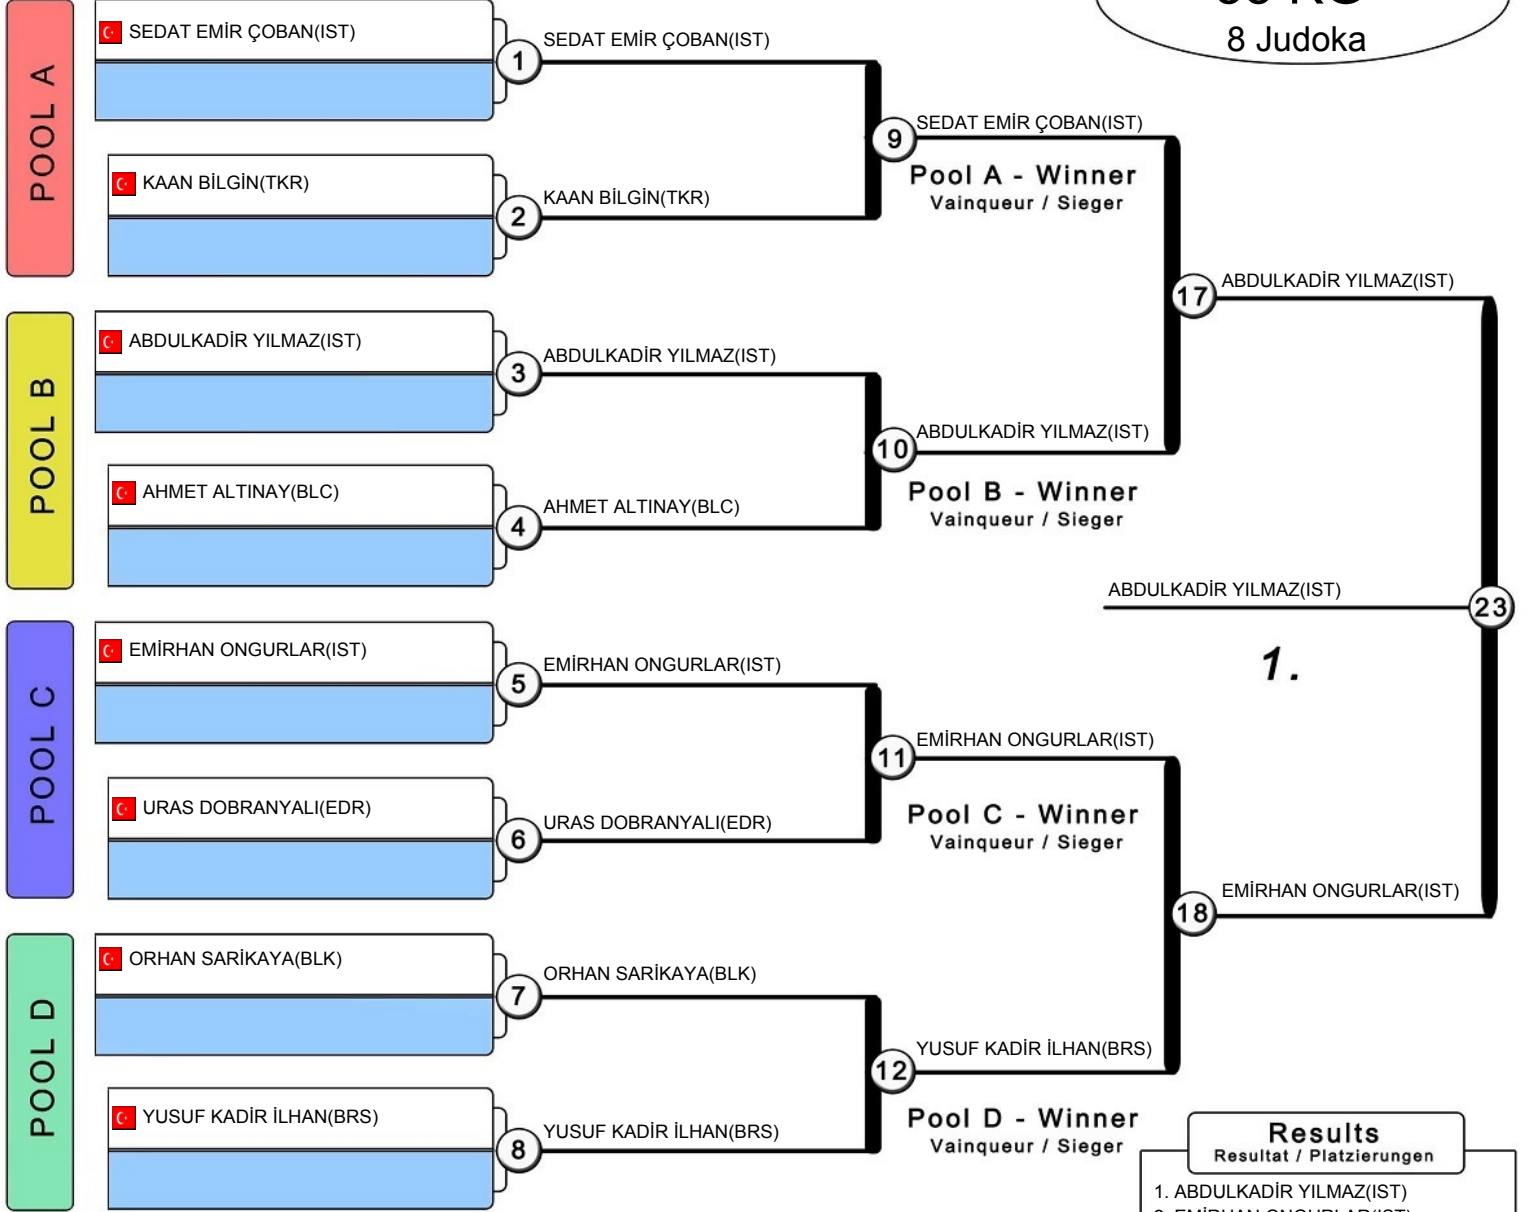 KG
8 Judoka
POOL A
SEDAT EMİR ÇOBAN(IST)
1
SEDAT EMİR ÇOBAN(IST)
KAAN BİLGİN(TKR)
2
KAAN BİLGİN(TKR)
9
SEDAT EMİR ÇOBAN(IST)
Pool A - Winner
Vainqueur / Sieger
POOL B
ABDULKADİR YILMAZ(IST)
3
ABDULKADİR YILMAZ(IST)
AHMET ALTINAY(BLC)
4
AHMET ALTINAY(BLC)
10
ABDULKADİR YILMAZ(IST)
Pool B - Winner
Vainqueur / Sieger
17
ABDULKADİR YILMAZ(IST)
POOL C
EMİRHAN ONGURLAR(IST)
5
EMİRHAN ONGURLAR(IST)
URAS DOBRANYALI(EDR)
6
URAS DOBRANYALI(EDR)
11
EMİRHAN ONGURLAR(IST)
Pool C - Winner
Vainqueur / Sieger
POOL D
ORHAN SARİKAYA(BLK)
7
ORHAN SARİKAYA(BLK)
YUSUF KADİR İLHAN(BRS)
8
YUSUF KADİR İLHAN(BRS)
12
YUSUF KADİR İLHAN(BRS)
Pool D - Winner
Vainqueur / Sieger
18
EMİRHAN ONGURLAR(IST)
ABDULKADİR YILMAZ(IST)
23
1.
Results
Resultat / Platzierungen
1. ABDULKADİR YILMAZ(IST)
2. EMİRHAN ONGURLAR(IST)